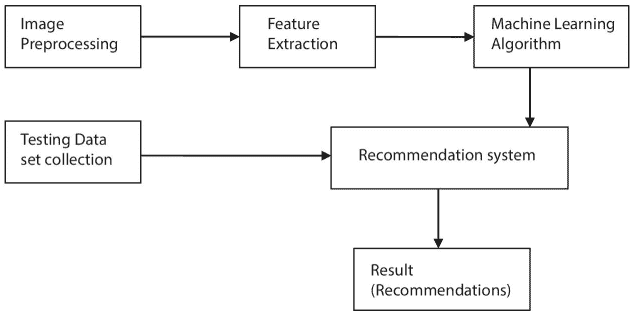 Image
Preprocessing
Feature
Extraction
Machine Learning
Algorithm
Testing Data
set collection
Recommendation system
Result
(Recommendations)